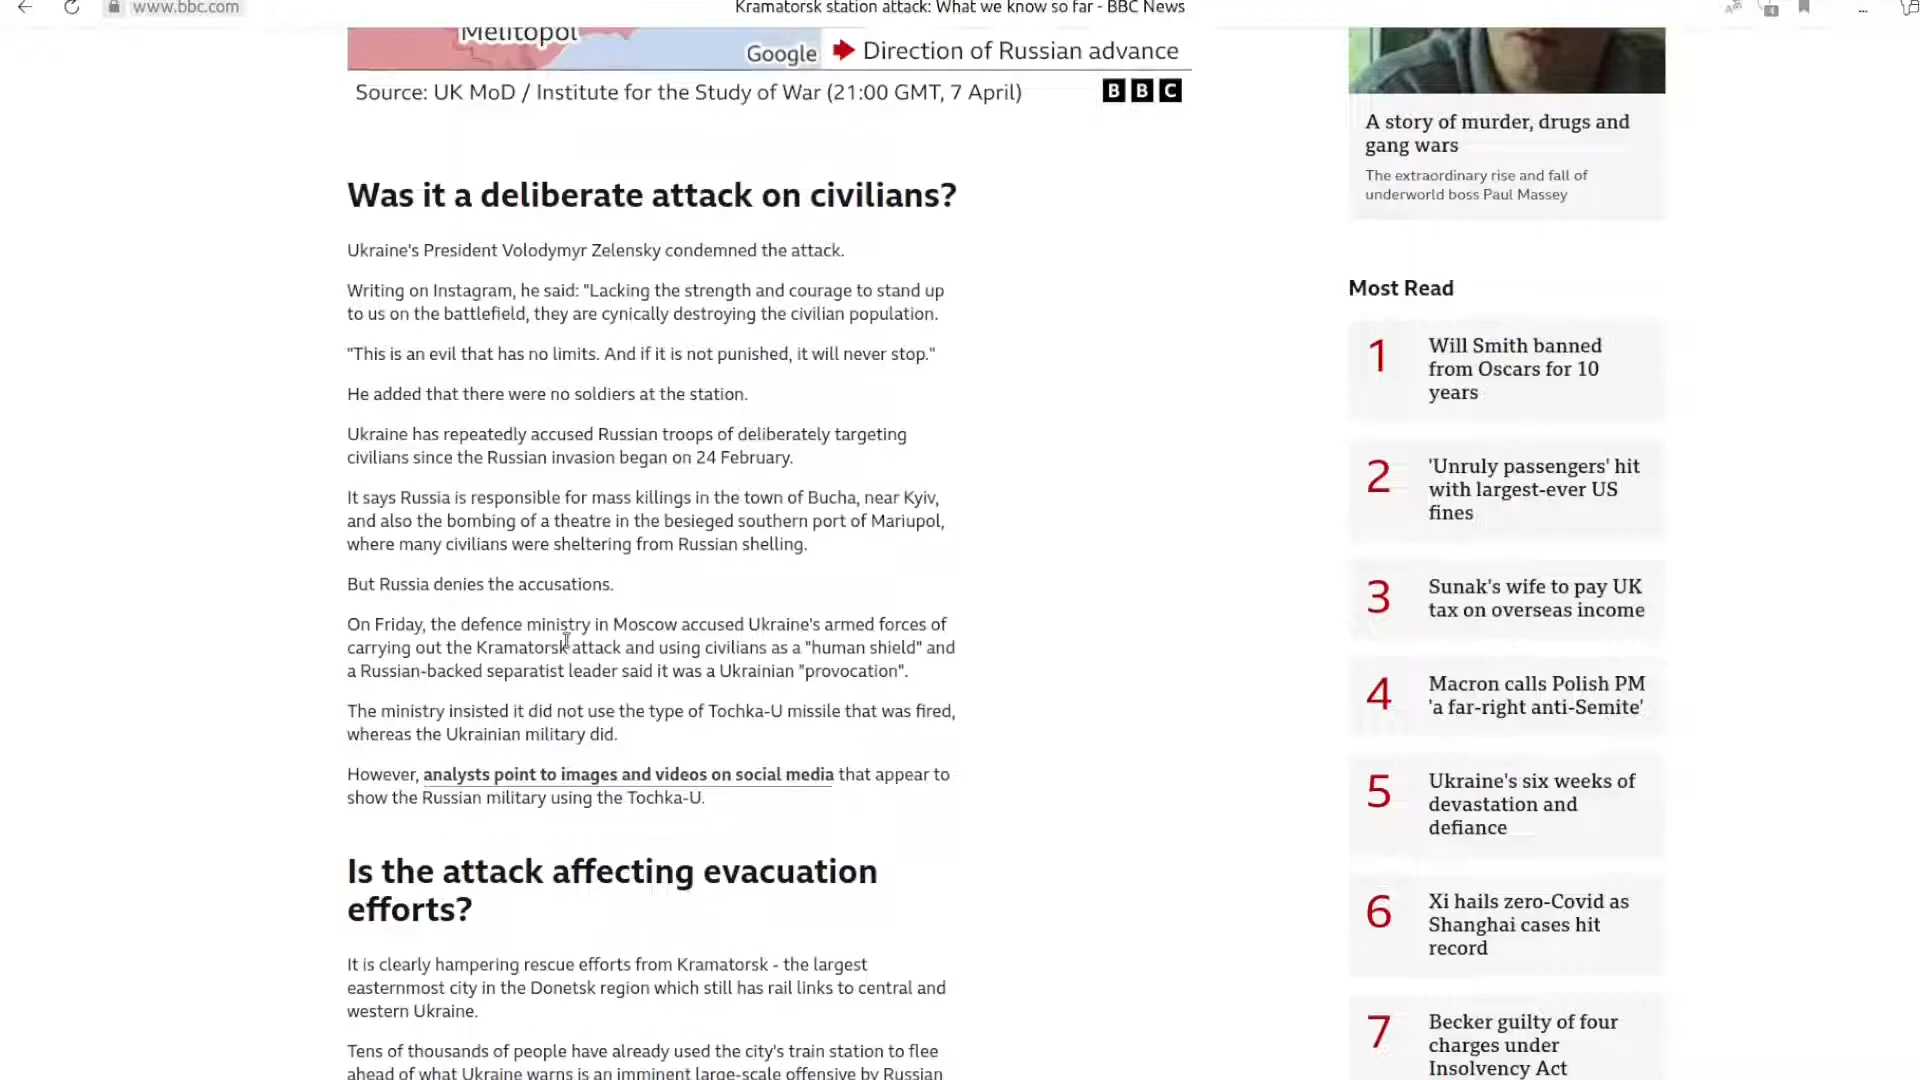 www.bbc.com
Kramatorsk station attack: What we know so far - BBC News
4
Melitopol
Google
Direction of Russian advance
Source: UK MoD / Institute for the Study of War (21:00 GMT, 7 April)
BBC
Was it a deliberate attack on civilians?
Ukraine's President Volodymyr Zelensky condemned the attack.
Writing on Instagram, he said: "Lacking the strength and courage to stand up
to us on the battlefield, they are cynically destroying the civilian population.
"This is an evil that has no limits. And if it is not punished, it will never stop."
He added that there were no soldiers at the station.
Ukraine has repeatedly accused Russian troops of deliberately targeting
civilians since the Russian invasion began on 24 February.
It says Russia is responsible for mass killings in the town of Bucha, near Kyiv,
and also the bombing of a theatre in the besieged southern port of Mariupol,
where many civilians were sheltering from Russian shelling.
But Russia denies the accusations.
On Friday, the defence ministry in Moscow accused Ukraine's armed forces of
carrying out the Kramatorsk attack and using civilians as a "human shield" and
a Russian-backed separatist leader said it was a Ukrainian "provocation".
The ministry insisted it did not use the type of Tochka-U missile that was fired,
whereas the Ukrainian military did.
However, analysts point to images and videos on social media that appear to
show the Russian military using the Tochka-U.
Is the attack affecting evacuation
efforts?
It is clearly hampering rescue efforts from Kramatorsk - the largest
easternmost city in the Donetsk region which still has rail links to central and
western Ukraine.
Tens of thousands of people have already used the city's train station to flee
ahead of what Ukraine warns is an imminent large-scale offensive by Russian
A story of murder, drugs and
gang wars
The extraordinary rise and fall of
underworld boss Paul Massey
Most Read
1
Will Smith banned
from Oscars for 10
years
2
'Unruly passengers' hit
with largest-ever US
fines
3
Sunak's wife to pay UK
tax on overseas income
4
Macron calls Polish PM
'a far-right anti-Semite'
5
Ukraine's six weeks of
devastation and
defiance
6
Xi hails zero-Covid as
Shanghai cases hit
record
7
Becker guilty of four
charges under
Insolvency Act